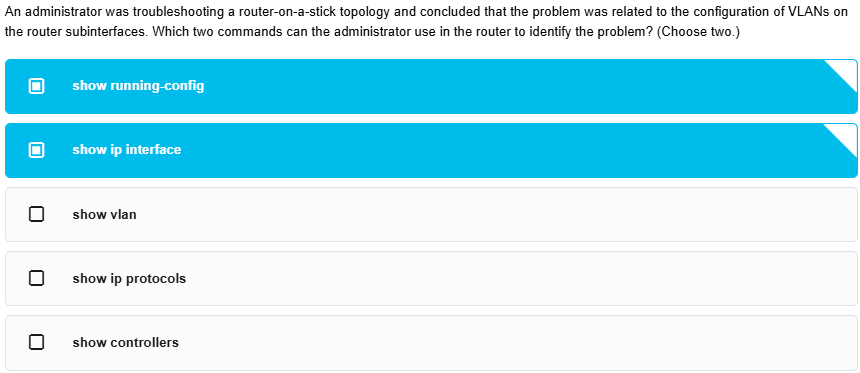 An administrator was troubleshooting a router-on-a-stick topology and concluded that the problem was related to the configuration of VLANs on
the router subinterfaces. Which two commands can the administrator use in the router to identify the problem? (Choose two.)
show running-config
show ip interface
show vlan
show ip protocols
show controllers